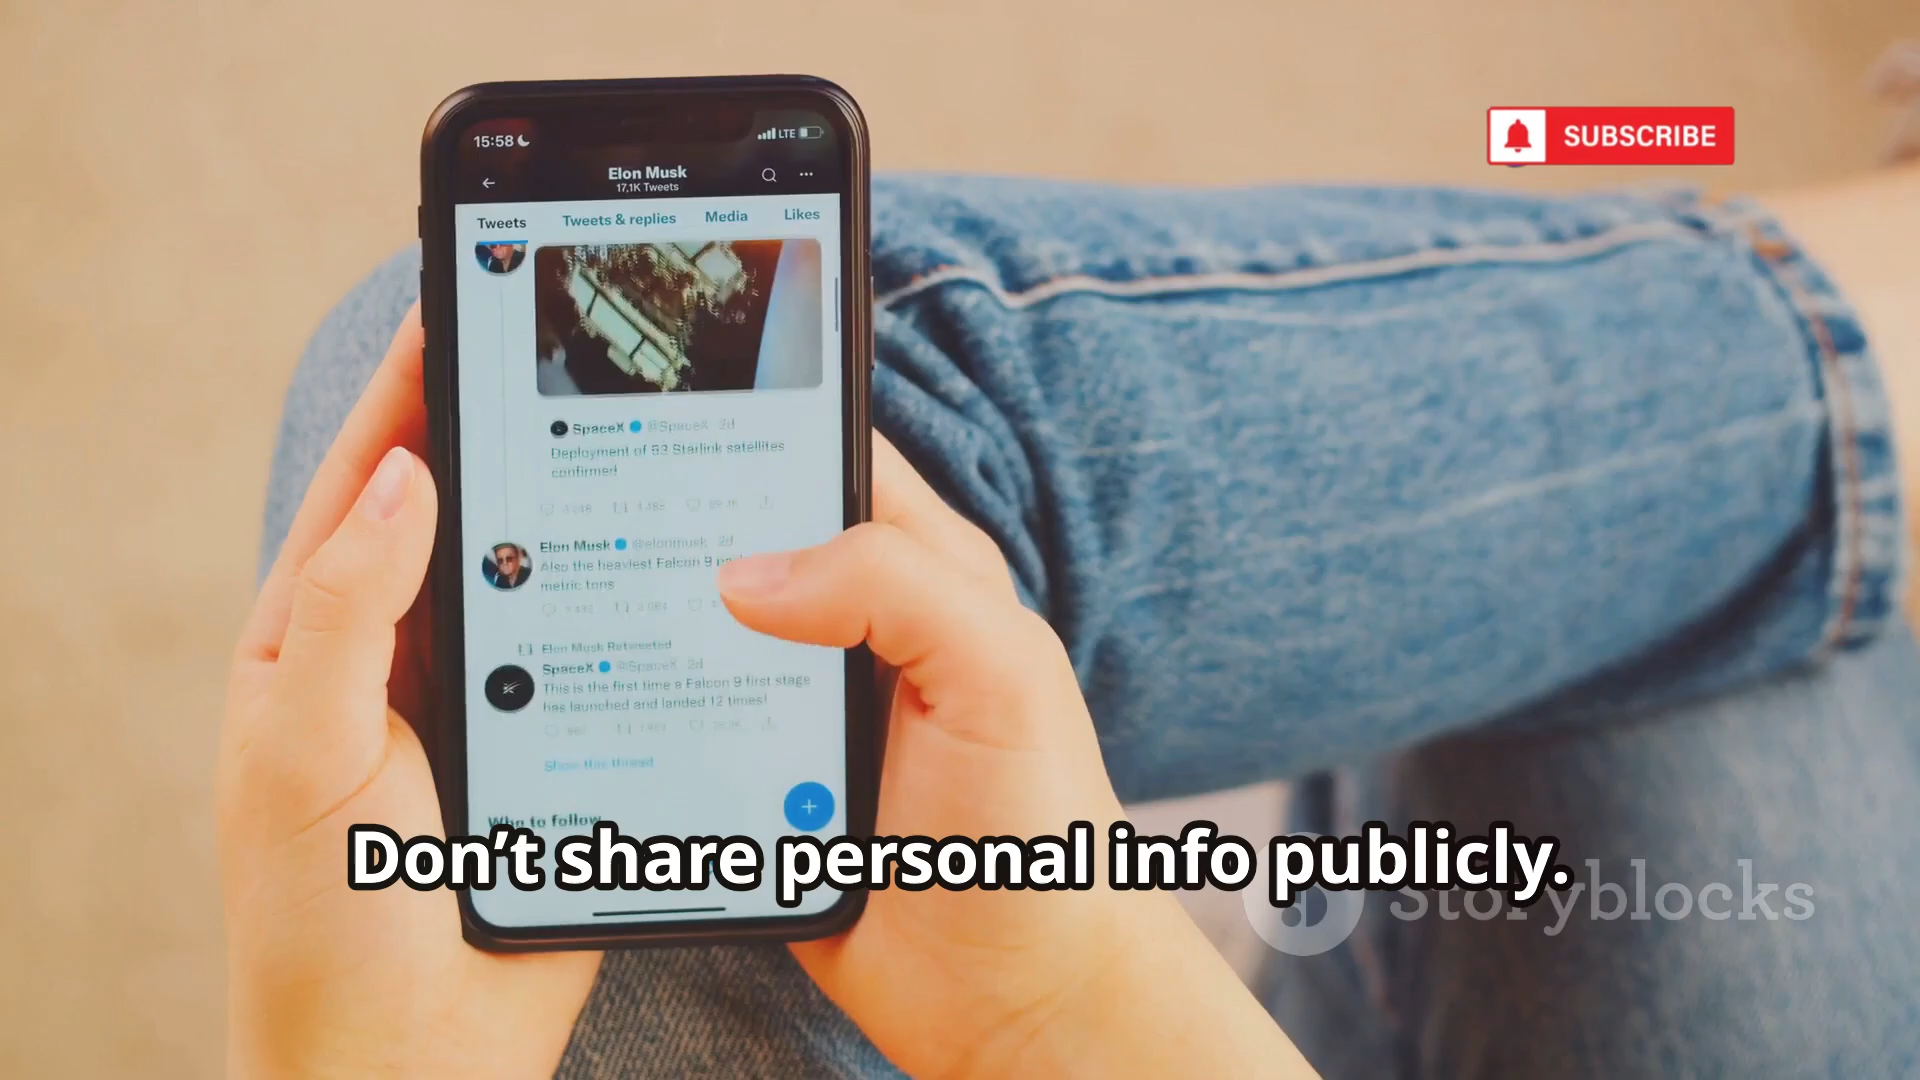 SUBSCRIBE
15:58
LTE
Elon Musk
17,1K Tweets
Tweets Tweets & replies Media Likes
SpaceX @SpaceX 2d
Deployment of 53 Starlink satellites
confirmed
Elon Musk @elonmusk 2d
Also the heaviest Falcon 9
metric tons
Elon Musk Retweeted
SpaceX @SpaceX 2d
This is the first time a Falcon 9 first stage
has launched and landed 12 times!
Show this thread
Who to follow
Don’t share personal info publicly.
Storyblocks